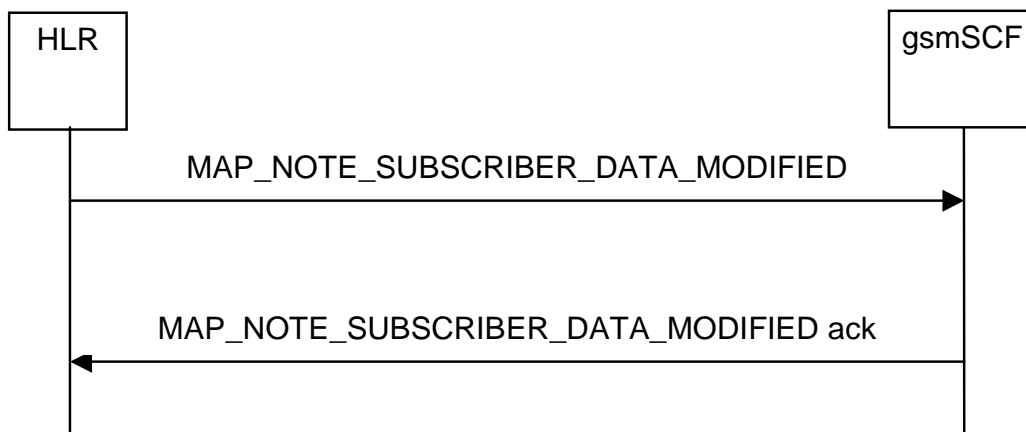 HLR
gsmSCF
MAP_NOTE_SUBSCRIBER_DATA_MODIFIED
MAP_NOTE_SUBSCRIBER_DATA_MODIFIED ack